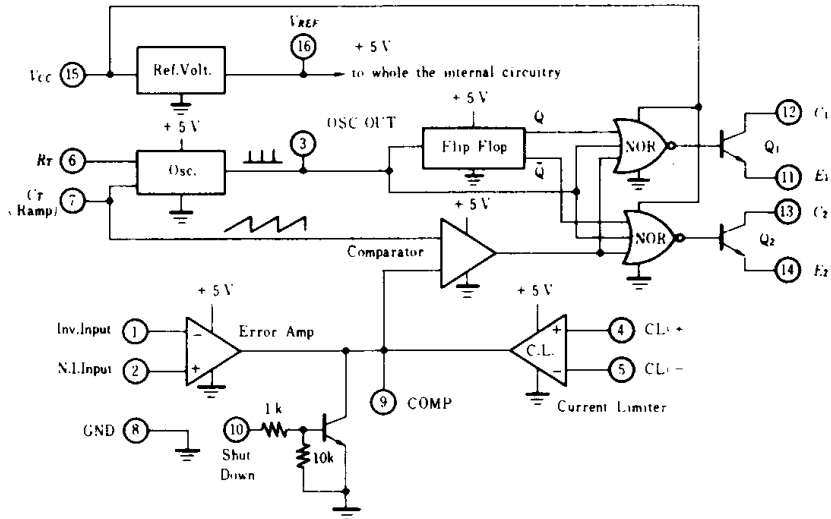 VREF
16
+ 5 V
VCC 15
Ref.Volt.
to whole the internal circuitry
+ 5 V
OSC OUT
3
+ 5 V
Q
12 C1
RT 6
Osc.
Flip Flop
NOR
Q1
Q̄
11 E1
CT 7
(Ramp)
13 C2
+ 5 V
Comparator
NOR
Q2
14 E2
+ 5 V
+ 5 V
Inv.Input 1
−
Error Amp
+
4 CL(+
C.L.
N.I.Input 2
+
−
5 CL(−
9 COMP
Current Limiter
GND 8
10
1 k
10k
Shut
Down